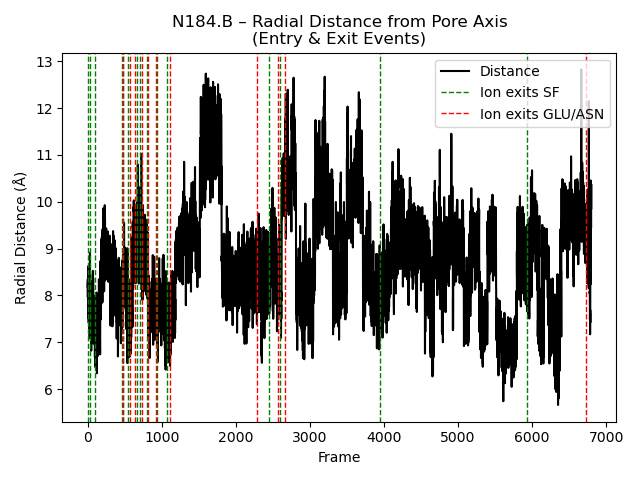 N184.B – Radial Distance from Pore Axis
(Entry & Exit Events)
Radial Distance (Å)
13
12
11
10
9
8
7
6
Distance
Ion exits SF
Ion exits GLU/ASN
0
1000
2000
3000
4000
5000
6000
7000
Frame